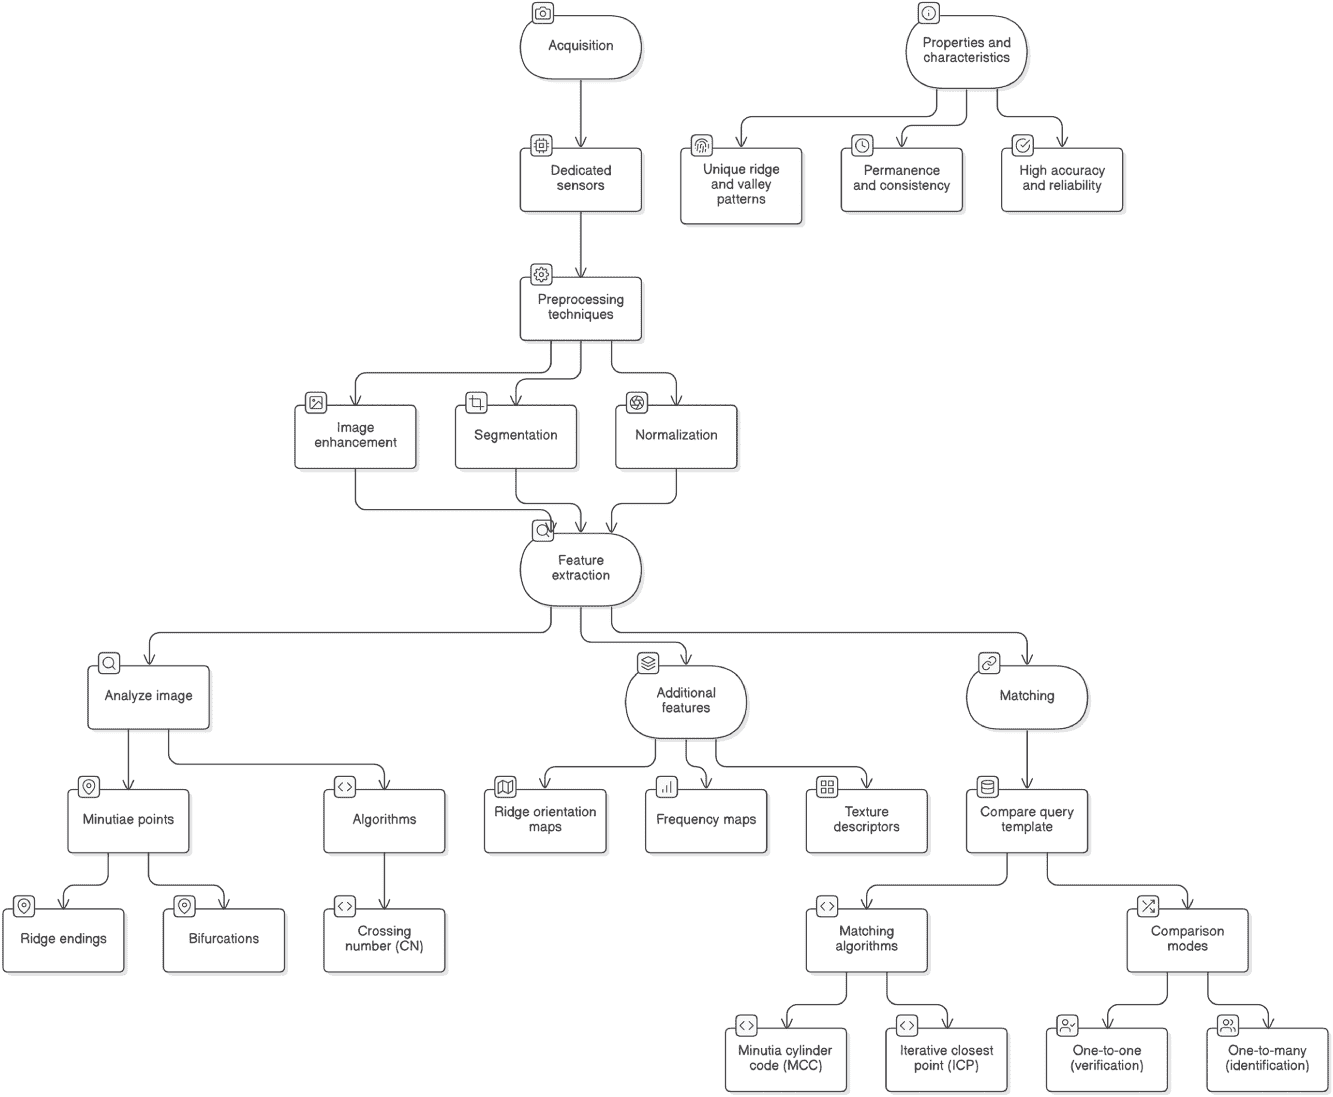 Acquisition
Properties and
characteristics
Dedicated
sensors
Unique ridge
and valley
patterns
Permanence
and consistency
High accuracy
and reliability
Preprocessing
techniques
Image
enhancement
Segmentation
Normalization
Feature
extraction
Analyze image
Additional
features
Matching
Minutiae points
Algorithms
Ridge orientation
maps
Frequency maps
Texture
descriptors
Compare query
template
Ridge endings
Bifurcations
Crossing
number (CN)
Matching
algorithms
Comparison
modes
Minutia cylinder
code (MCC)
Iterative closest
point (ICP)
One-to-one
(verification)
One-to-many
(identification)